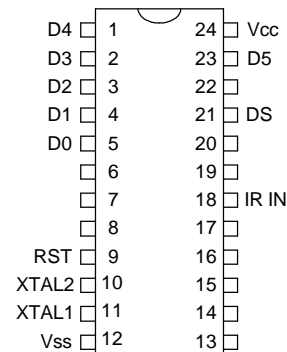 D4 1 24 Vcc
D3 2 23 D5
D2 3 22
D1 4 21 DS
D0 5 20
6 19
7 18 IR IN
8 17
RST 9 16
XTAL2 10 15
XTAL1 11 14
Vss 12 13